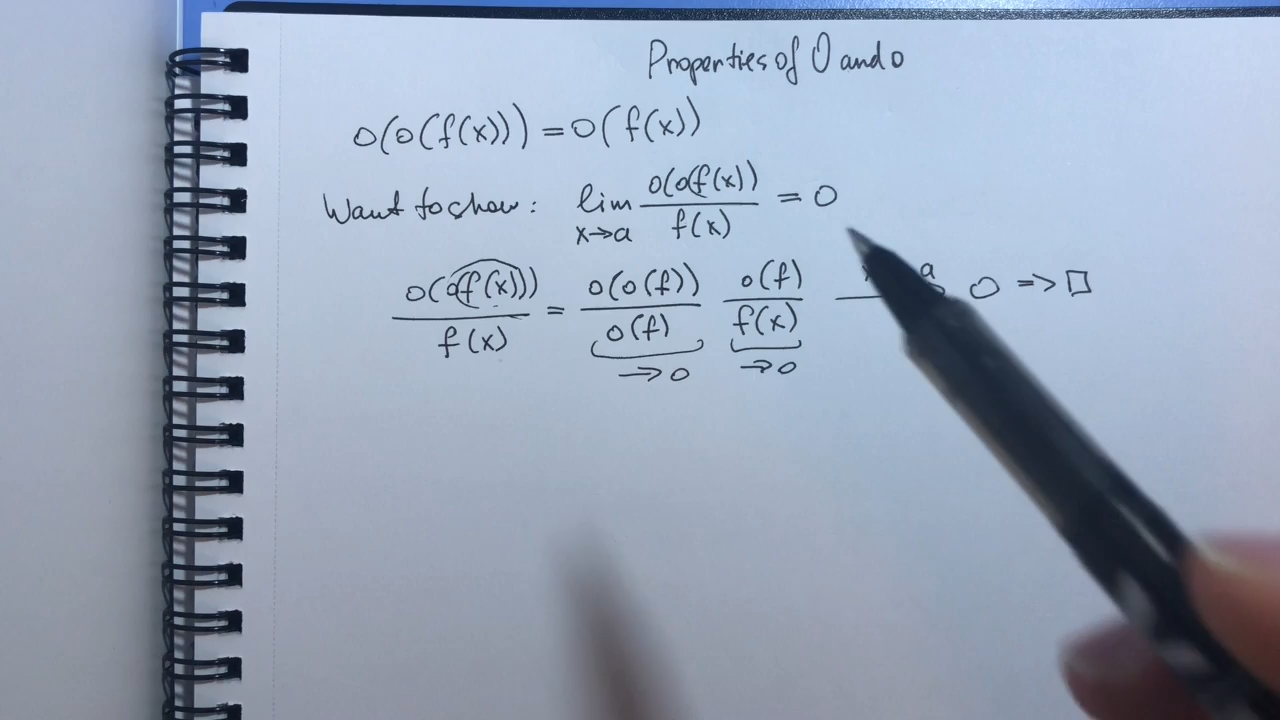 Properties of O and o
o(o(f(x))) = o(f(x))
Want to show: lim x→a o(o(f(x)) / f(x) = 0
o(o(f(x))) / f(x) = o(o(f)) / o(f) o(f) / f(x) a 0 => □
→0 →0